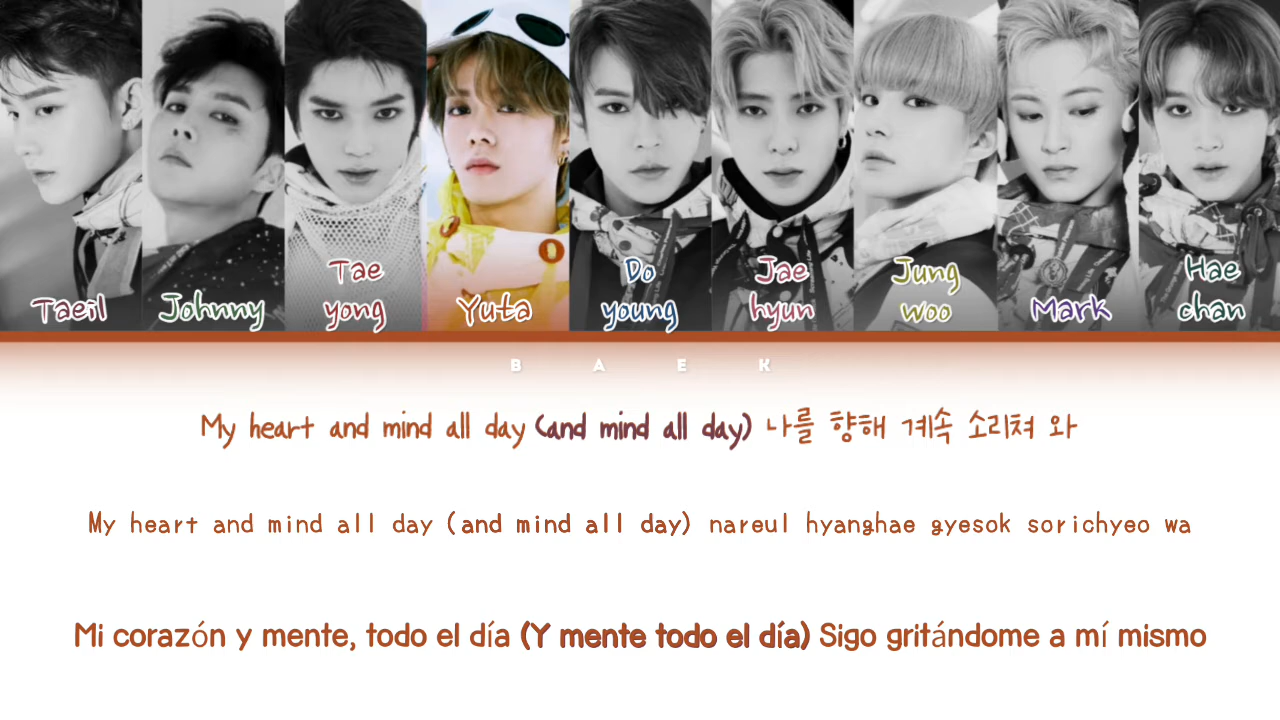 Taeil
Johnny
Tae
yong
Yuta
Do
young
Jae
hyun
Jung
woo
Mark
Hae
chan
B A E K
My heart and mind all day (and mind all day) 나를 향해 계속 소리쳐 와
My heart and mind all day (and mind all day) nareul hyanghae gyesok sorichyeo wa
Mi corazón y mente, todo el día (Y mente todo el día) Sigo gritándome a mí mismo